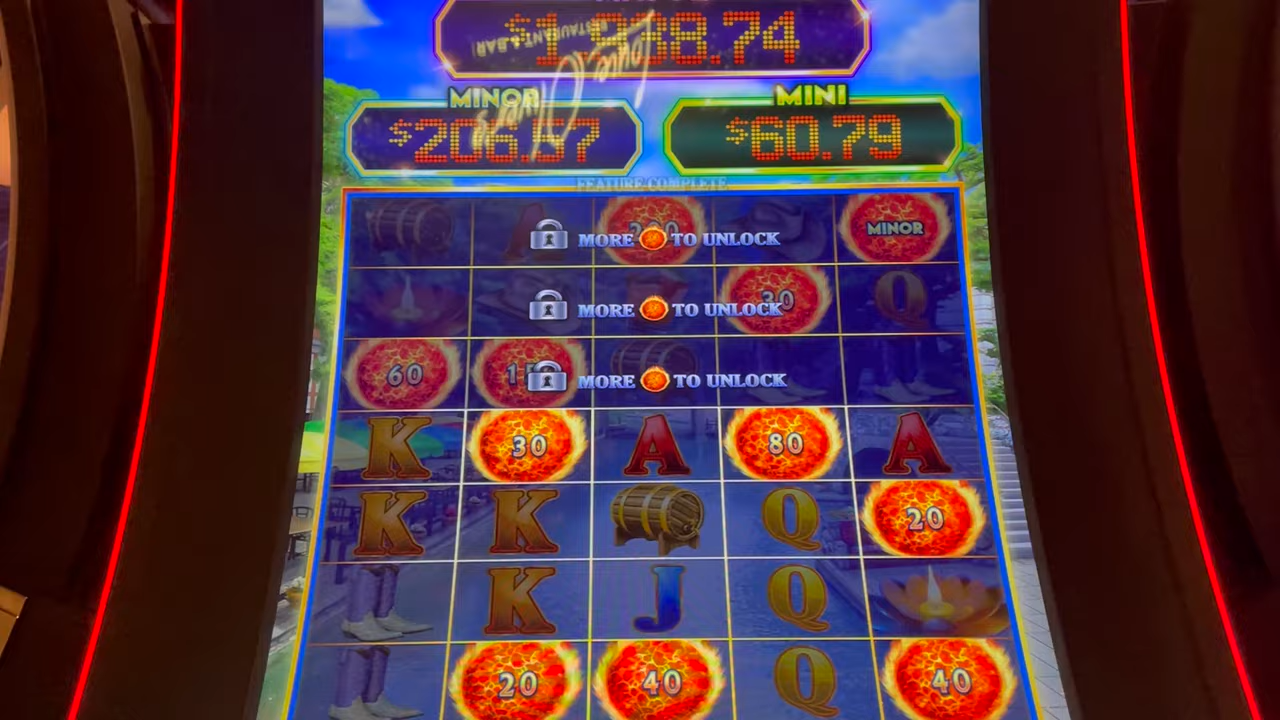 MINOR
MINI
$206.57
$60.79
FEATURE COMPLETE
MORE TO UNLOCK
MINOR
MORE TO UNLOCK
30
Q
60
MORE TO UNLOCK
K 30 A 80 A
K K Q 20
K J Q
20 40 Q 40